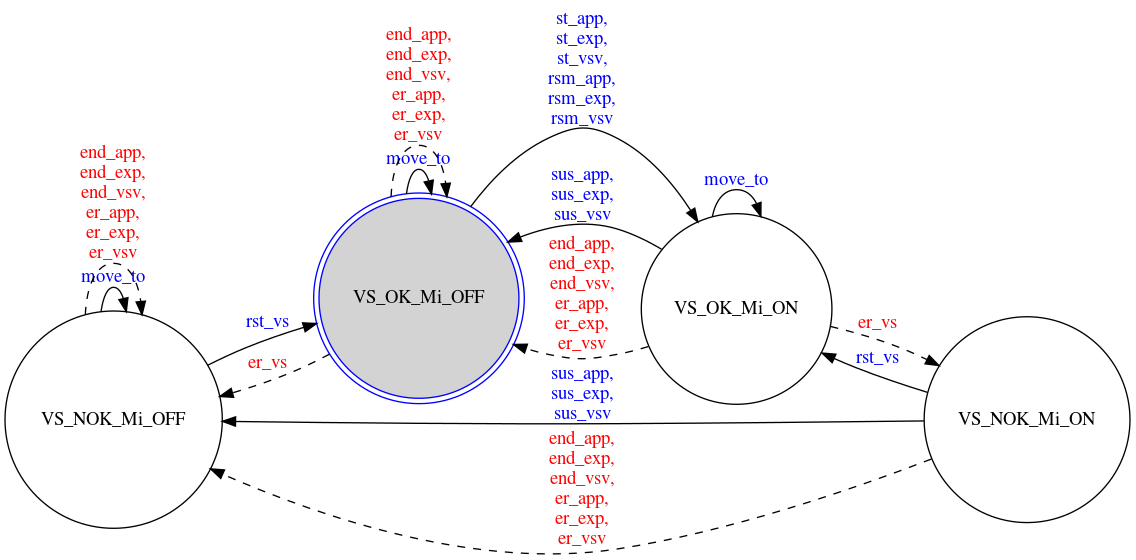 st_app,
st_exp,
st_vsv,
rsm_app,
rsm_exp,
rsm_vsv
end_app,
end_exp,
end_vsv,
er_app,
er_exp,
er_vsv
move_to
end_app,
end_exp,
end_vsv,
er_app,
er_exp,
er_vsv
move_to
sus_app,
sus_exp,
sus_vsv
move_to
end_app,
end_exp,
end_vsv,
er_app,
er_exp,
er_vsv
VS_OK_Mi_OFF
VS_OK_Mi_ON
rst_vs
er_vs
er_vs
rst_vs
sus_app,
sus_exp,
sus_vsv
VS_NOK_Mi_OFF
VS_NOK_Mi_ON
end_app,
end_exp,
end_vsv,
er_app,
er_exp,
er_vsv